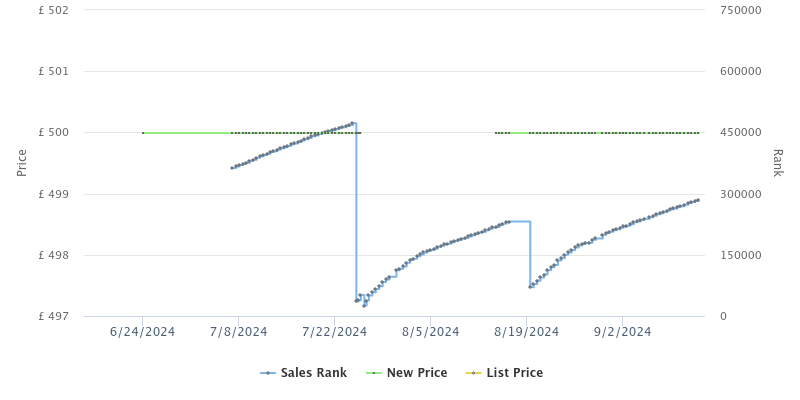 £ 502 750000
£ 501 600000
£ 500 450000
£ 499 300000
£ 498 150000
£ 497 0
Price
Rank
6/24/2024 7/8/2024 7/22/2024 8/5/2024 8/19/2024 9/2/2024
Sales Rank New Price List Price